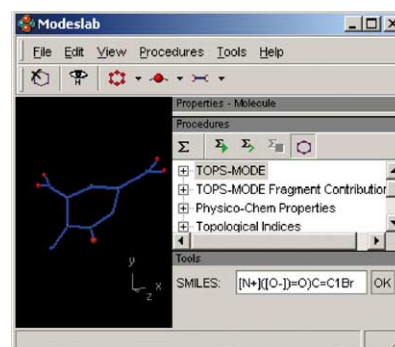 Modeslab
File Edit View Procedures Tools Help
H
Properties - Molecule
Procedures
Σ Σ Σ Σ
TOPS-MODE
TOPS-MODE Fragment Contribution
Physico-Chem Properties
Topological Indices
Tools
SMILES: [N+]([O-])=O)C=C1Br OK
y
x
z